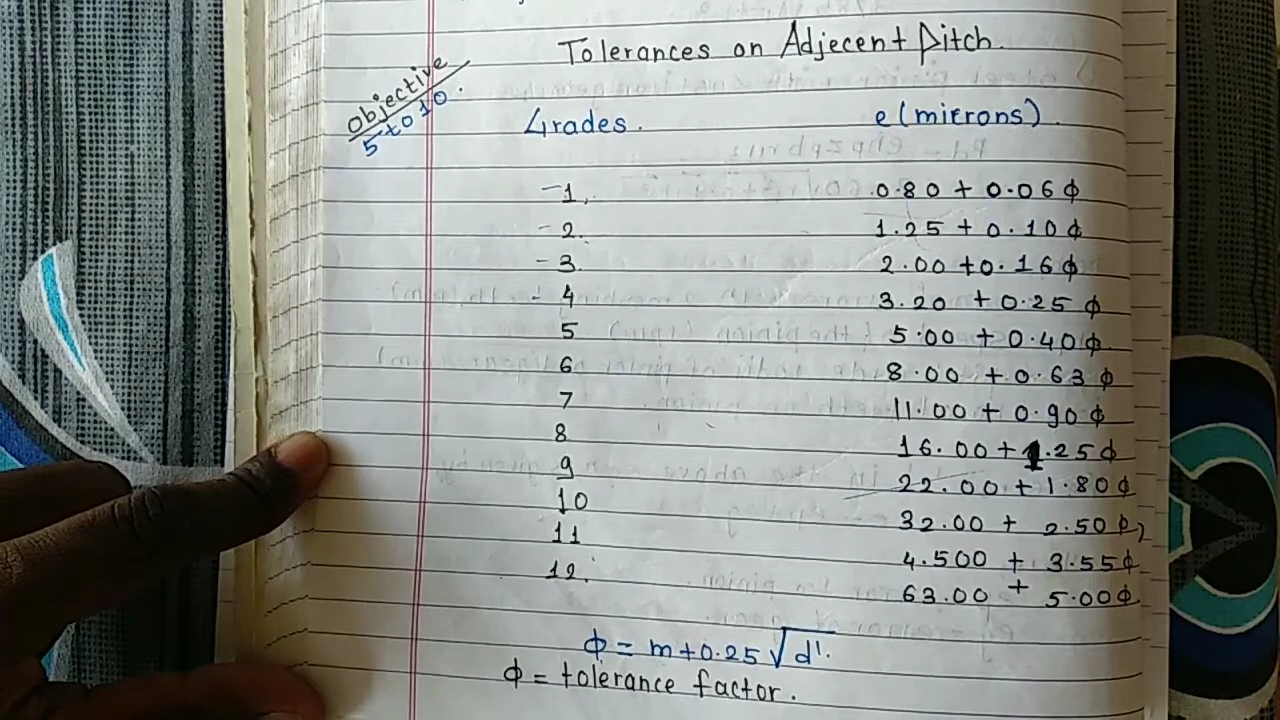 Tolerances on Adjecent Pitch.
objective
5 to 10.
Grades. e (microns).
-1. 0.80 + 0.06 ϕ
-2. 1.25 + 0.10 ϕ
-3 2.00 + 0.16 ϕ
-4 3.20 + 0.25 ϕ
5 5.00 + 0.40 ϕ
6 8.00 + 0.63 ϕ
7 11.00 + 0.90 ϕ
8 16.00 + 1.25 ϕ
9 22.00 + 1.80 ϕ
10 32.00 + 2.50 ϕ
11 4.500 + 3.55 ϕ
12. 63.00 + 5.00 ϕ
ϕ = m + 0.25 √d'.
ϕ = tolerance factor.